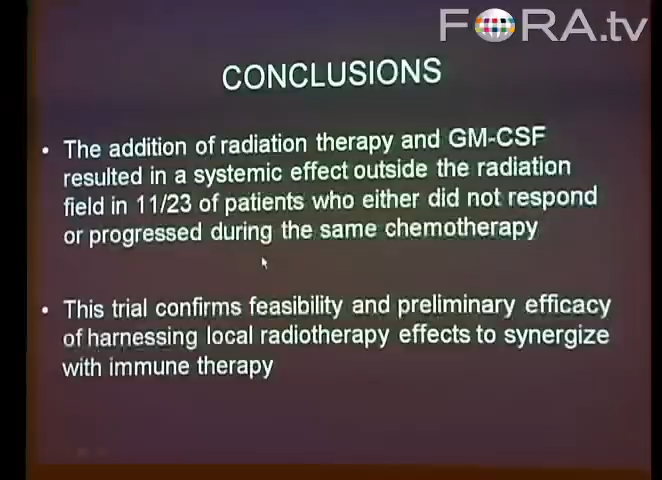 FORA.tv
CONCLUSIONS
• The addition of radiation therapy and GM-CSF
resulted in a systemic effect outside the radiation
field in 11/23 of patients who either did not respond
or progressed during the same chemotherapy
• This trial confirms feasibility and preliminary efficacy
of harnessing local radiotherapy effects to synergize
with immune therapy